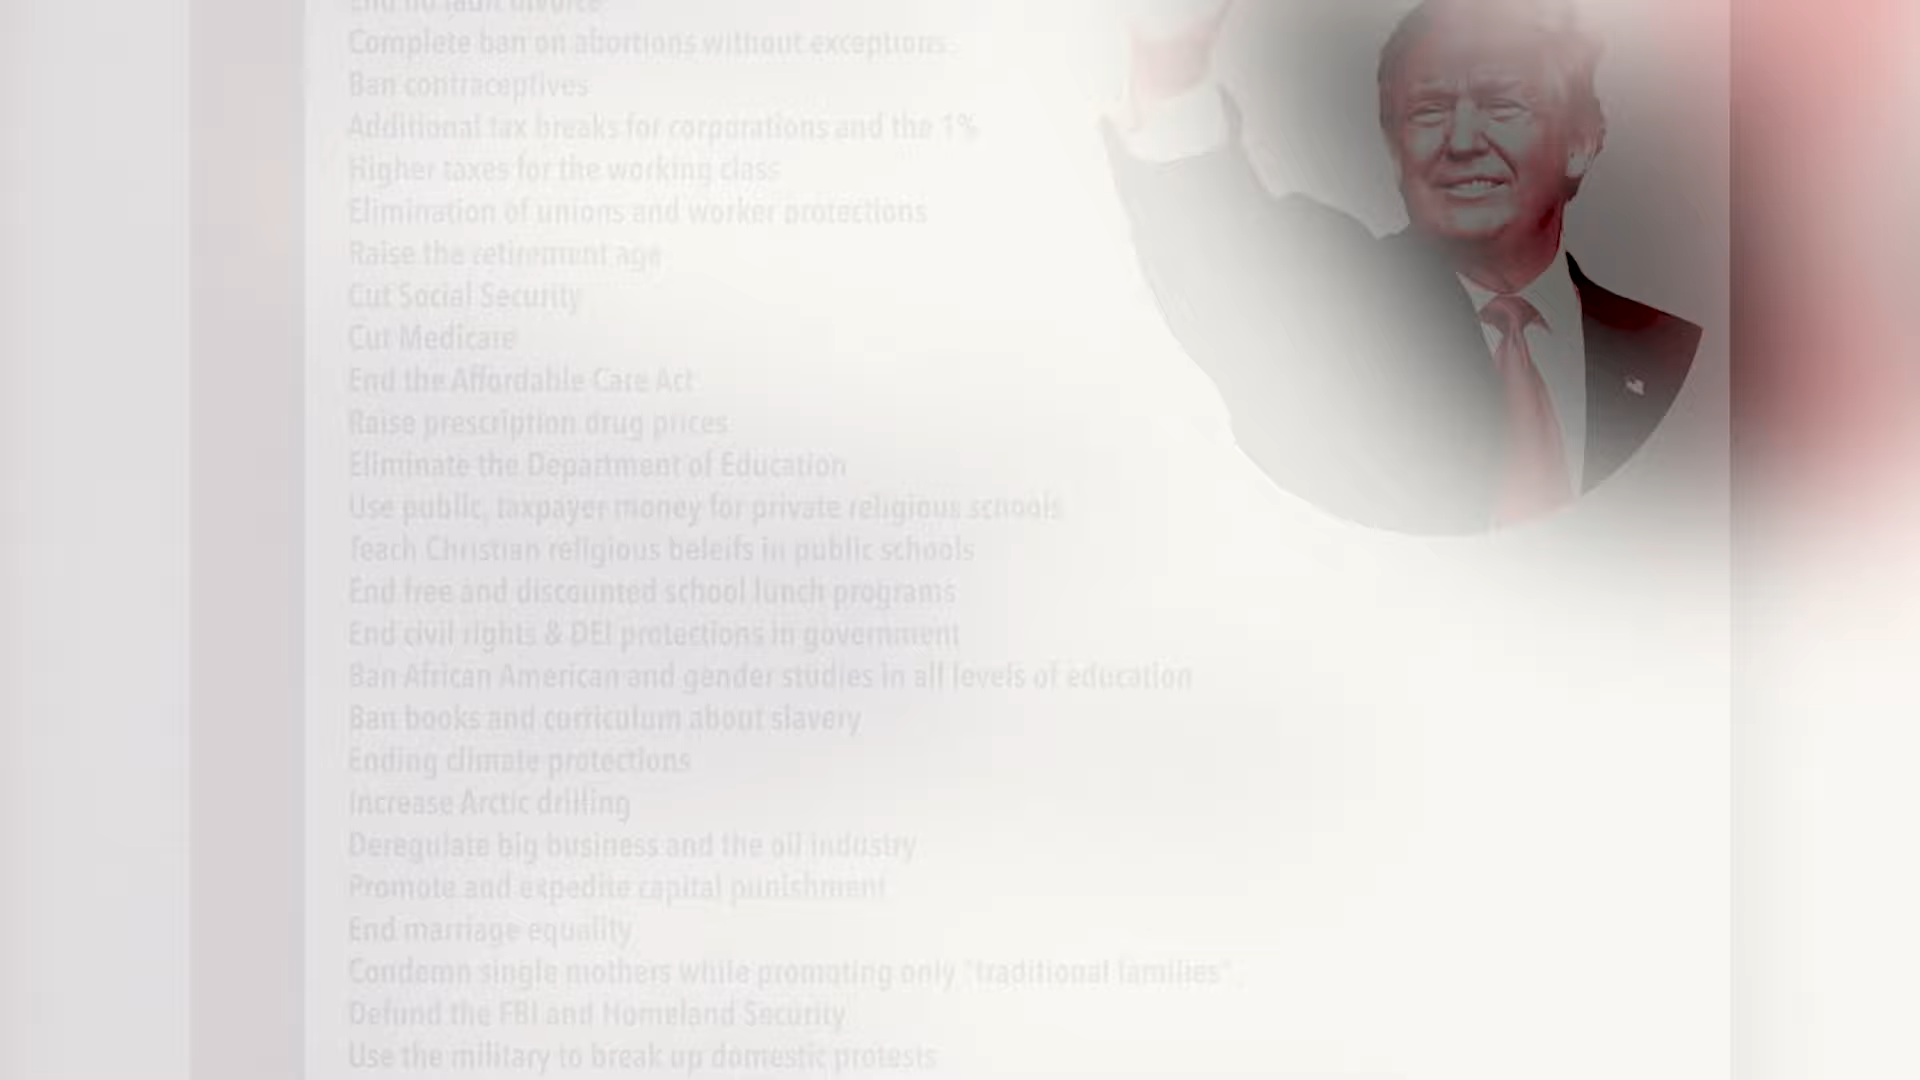 End no fault divorce
Complete ban on abortions without exceptions
Ban contraceptives
Additional tax breaks for corporations and the 1%
Higher taxes for the working class
Elimination of unions and worker protections
Raise the retirement age
Cut Social Security
Cut Medicare
End the Affordable Care Act
Raise prescription drug prices
Eliminate the Department of Education
Use public, taxpayer money for private religious schools
Teach Christian religious beleifs in public schools
End free and discounted school lunch programs
End civil rights & DEI protections in government
Ban African American and gender studies in all levels of education
Ban books and curriculum about slavery
Ending climate protections
Increase Arctic drilling
Deregulate big business and the oil industry
Promote and expedite capital punishment
End marriage equality
Condemn single mothers while promoting only "traditional families".
Defund the FBI and Homeland Security
Use the military to break up domestic protests